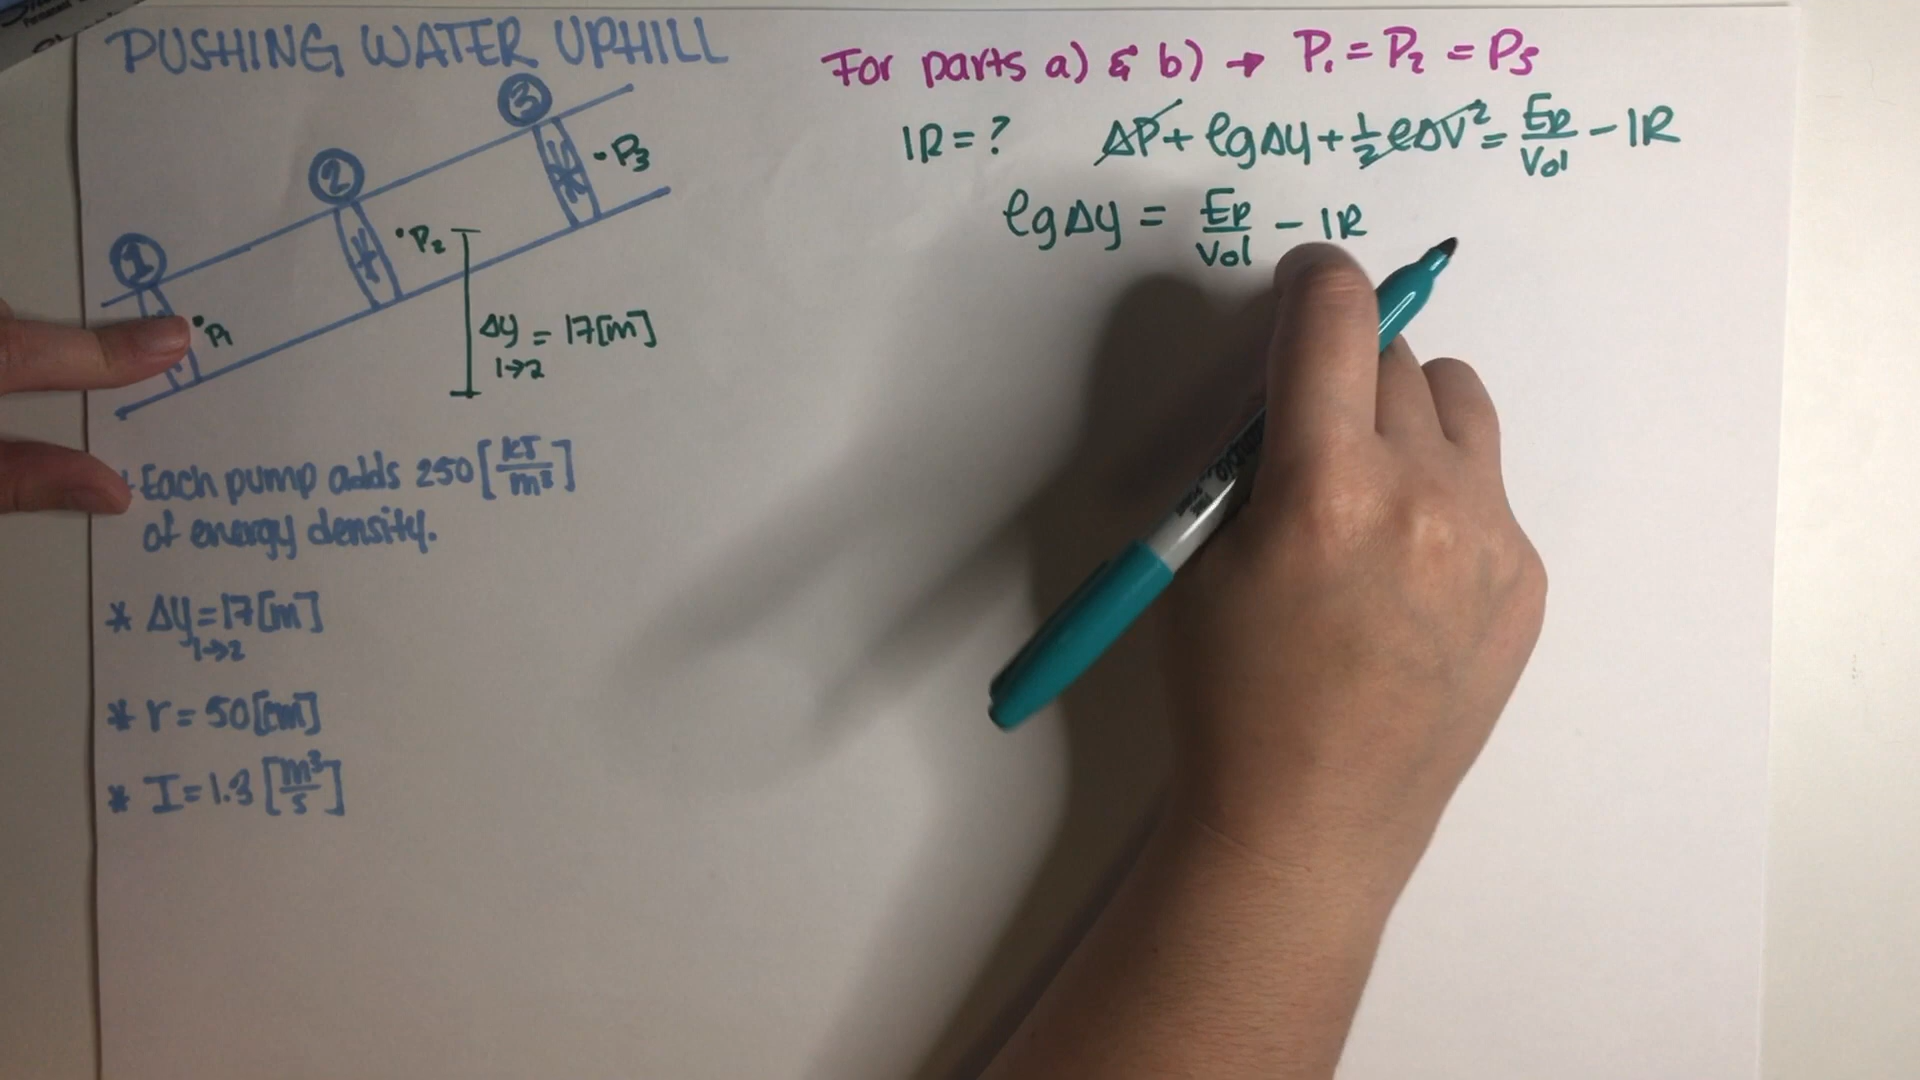 PUSHING WATER UPHILL
1
2
3
P₁
•P₂
•P₃
Δy = 17[m]
1→2
Each pump adds 250 [kJ/m³]
of energy density.
* Δy = 17[m]
1→2
* r = 50[cm]
* I = 1.3 [m³/s]
For parts a) & b) → P₁ = P₂ = P₃
IR = ? ΔP + ρgΔy + ½ρΔv² = Ep/Vol - IR
ρgΔy = Ep/Vol - IR